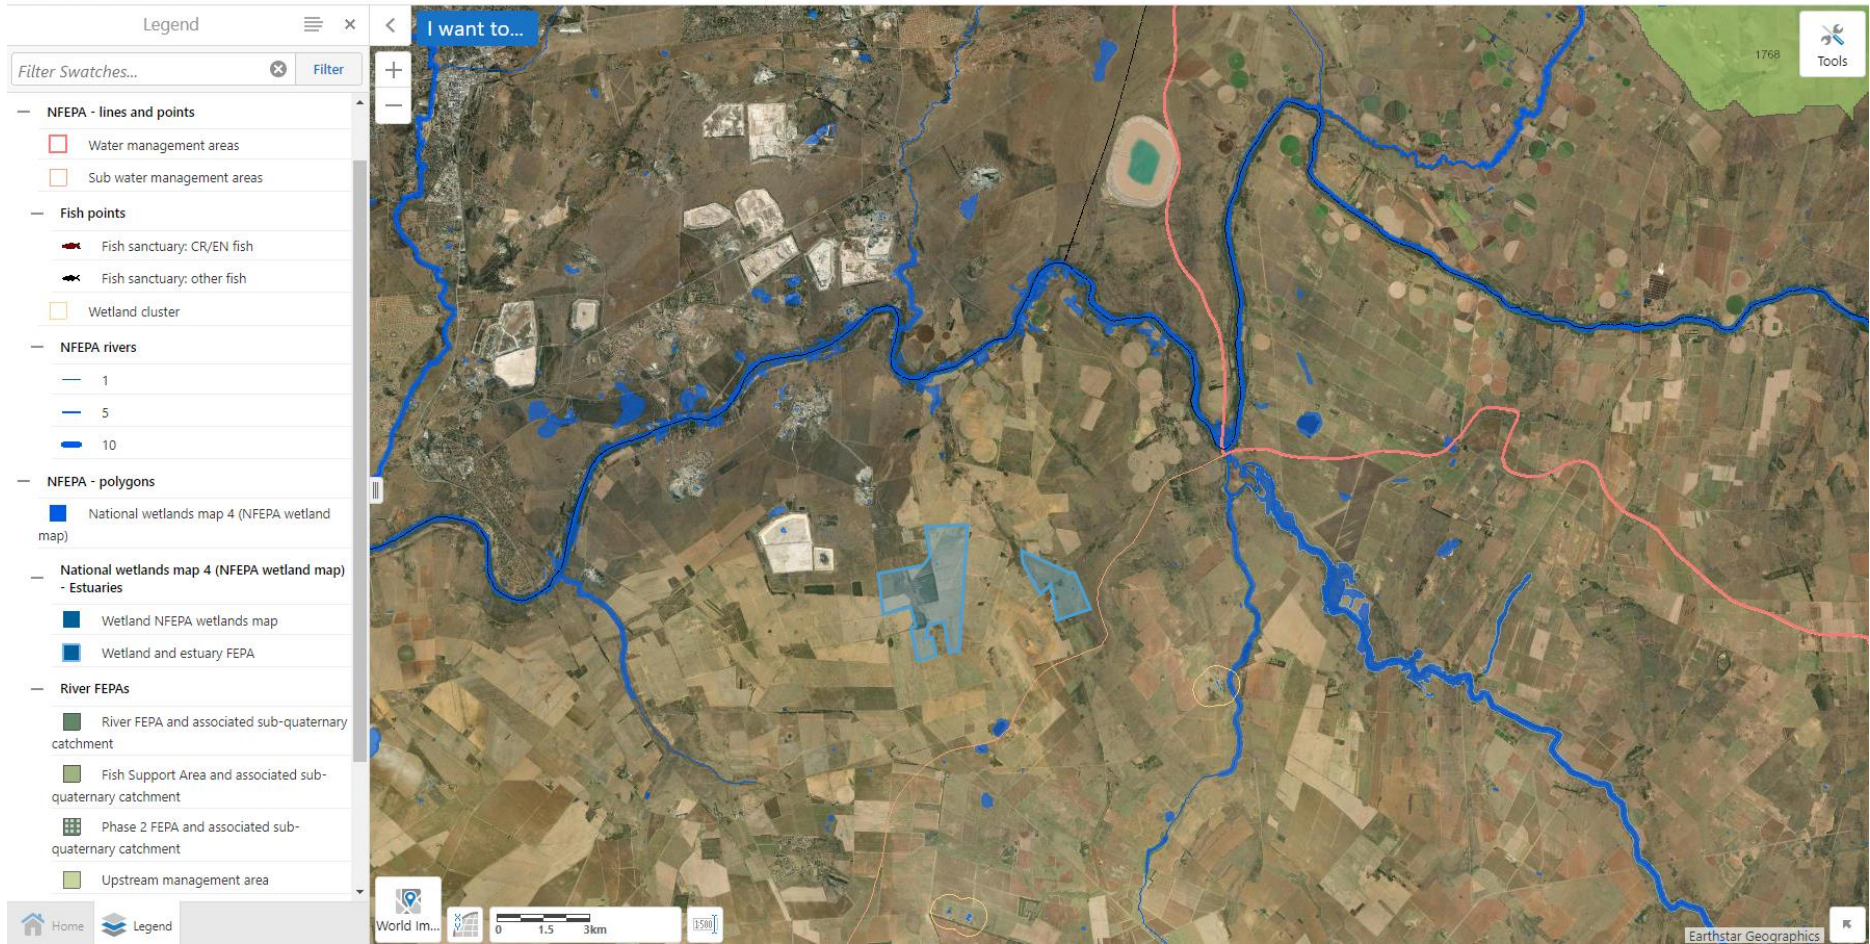 Legend
I want to...
Filter Swatches...
Filter
NFEPA - lines and points
Water management areas
Sub water management areas
Fish points
Fish sanctuary: CR/EN fish
Fish sanctuary: other fish
Wetland cluster
NFEPA rivers
1
5
10
NFEPA - polygons
National wetlands map 4 (NFEPA wetland
map)
National wetlands map 4 (NFEPA wetland map)
- Estuaries
Wetland NFEPA wetlands map
Wetland and estuary FEPA
River FEPAs
River FEPA and associated sub-quaternary
catchment
Fish Support Area and associated sub-
quaternary catchment
Phase 2 FEPA and associated sub-
quaternary catchment
Upstream management area
Home
Legend
1768
Tools
World Im...
X
Y
0 1.5 3km
1:500
Earthstar Geographics